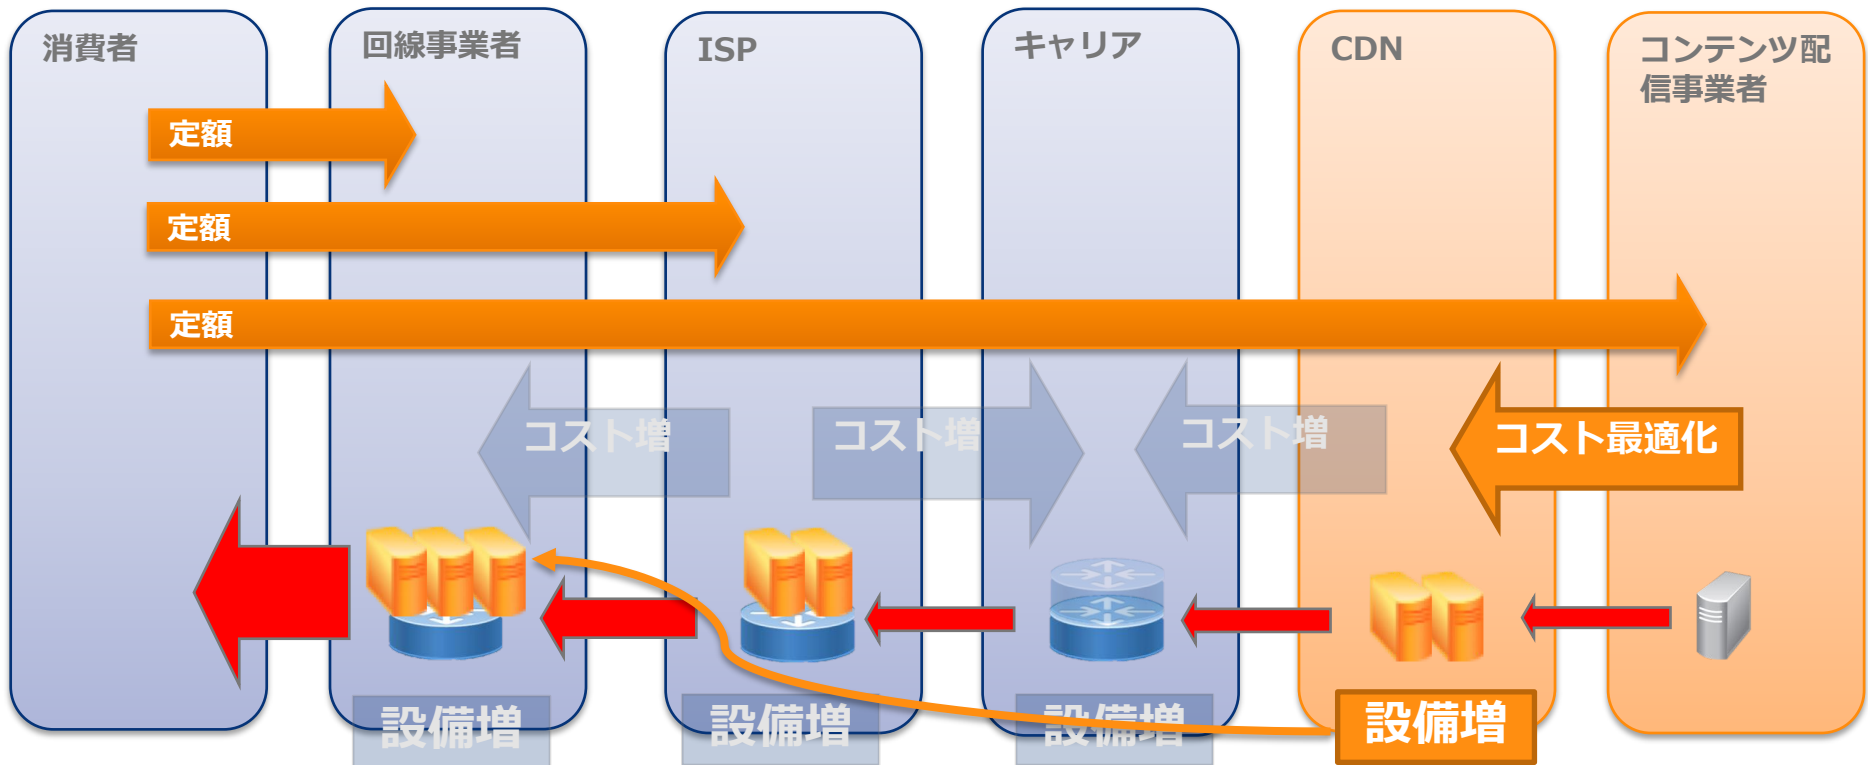 消費者
回線事業者
ISP
キャリア
CDN
コンテンツ配
信事業者
定額
定額
定額
コスト増
コスト増
コスト増
コスト最適化
設備増
設備増
設備増
設備増